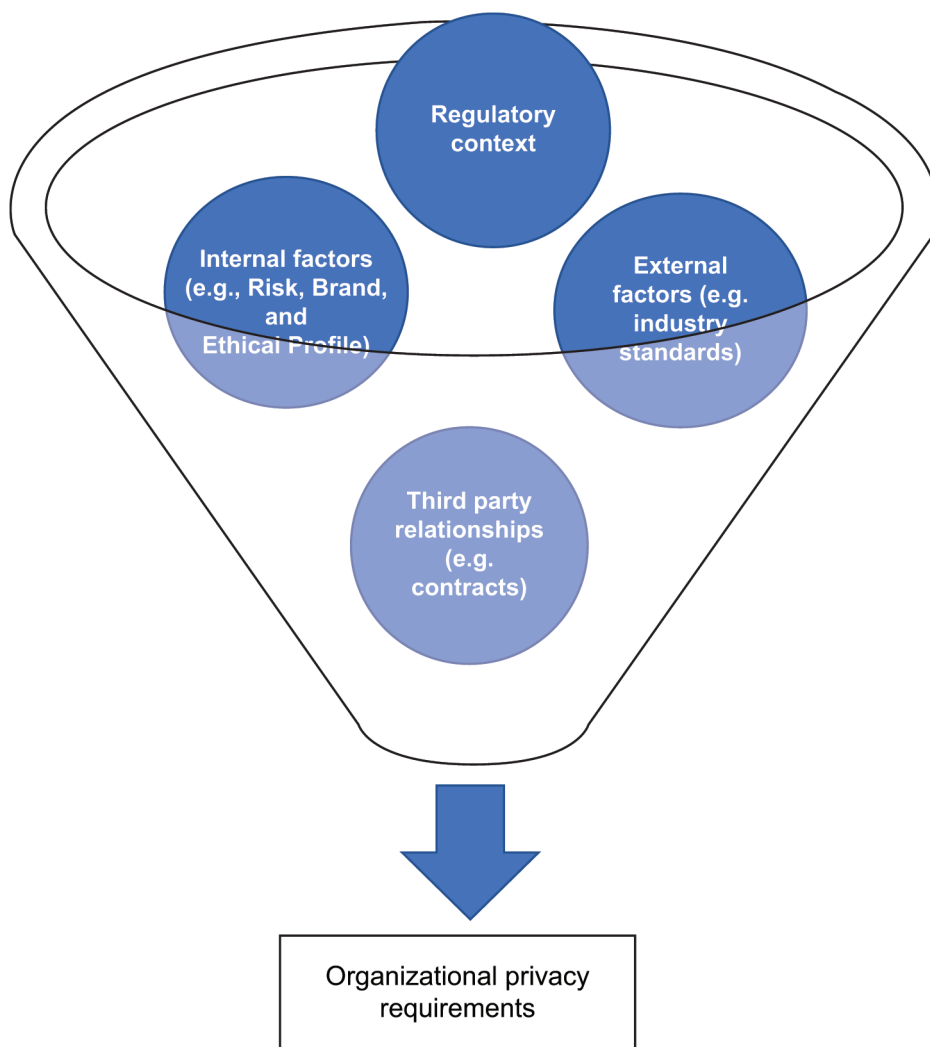 Regulatory
context
Internal factors
(e.g., Risk, Brand,
and
Ethical Profile)
External
factors (e.g.
industry
standards)
Third party
relationships
(e.g.
contracts)
Organizational privacy
requirements